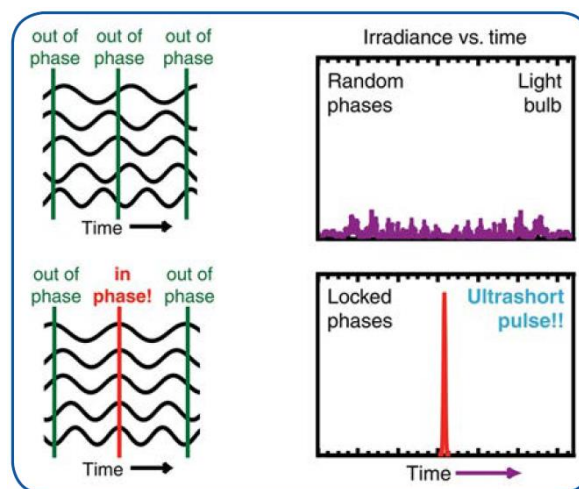 out of out of out of
phase phase phase
Time
Irradiance vs. time
Random Light
phases bulb
out of in out of
phase phase! phase
Time
Locked Ultrashort
phases pulse!!
Time